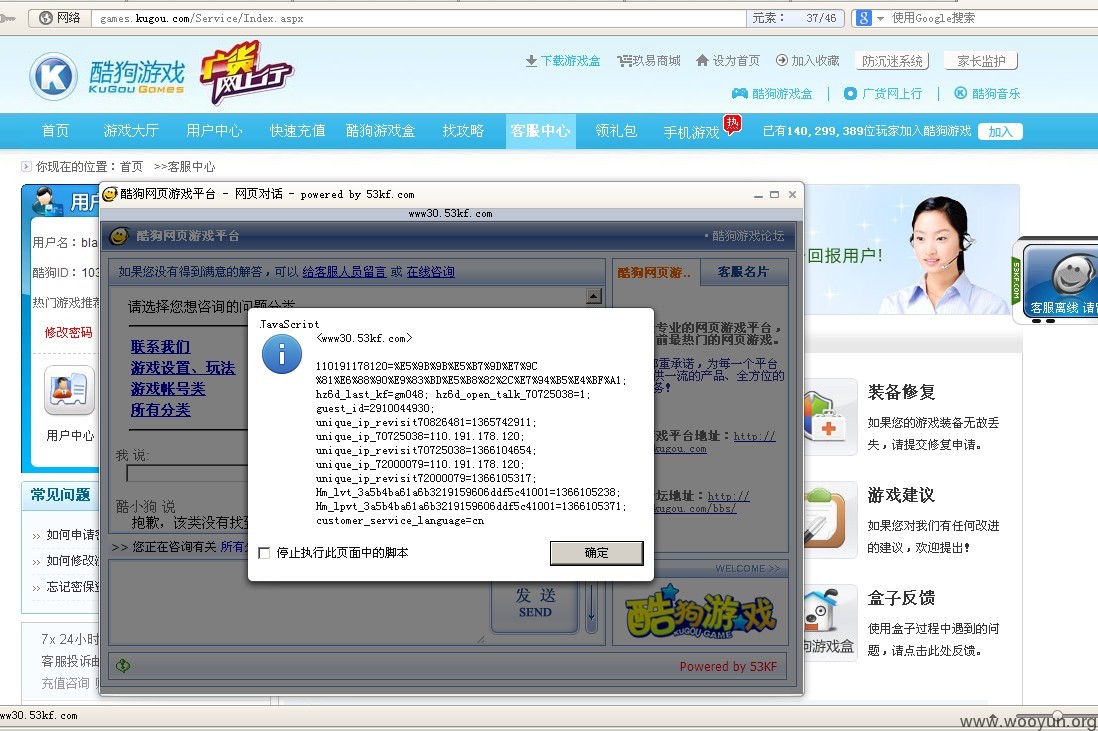 网络 games.kugou.com/Service/Index.aspx 元素： 37/46 使用Google搜索
酷狗游戏
KUGOU GAMES
广货
网上行
下载游戏盒 玖易商城 设为首页 加入收藏 防沉迷系统 家长监护
酷狗游戏盒 | 广货网上行 | 酷狗音乐
首页 游戏大厅 用户中心 快速充值 酷狗游戏盒 找攻略 客服中心 领礼包 手机游戏 热 已有140,299,389位玩家加入酷狗游戏 加入
你现在的位置：首页 >>客服中心
用户
用户名：bla
酷狗ID：103
热门游戏推荐
修改密码
用户中心
常见问题
>> 如何申请客
>> 如何修改
>> 忘记密保
7x 24小时
客服投诉
充值咨询
酷狗网页游戏平台 - 网页对话 - powered by 53kf.com
www30.53kf.com
酷狗网页游戏平台 • 酷狗游戏论坛
如果您没有得到满意的解答，可以 给客服人员留言 或 在线咨询
请选择您想咨询的问题分类
联系我们
游戏设置、玩法
游戏帐号类
所有分类
我 说:
酷小狗 说
抱歉，该类没有找到
>> 您正在咨询有关 所有分
发 送
SEND
酷狗网页游.. 客服名片
专业的网页游戏平台，
前最热门的网页游戏。
郑重承诺，为每一个平台
供一流的产品、全方位的
务！
戏平台地址：http://
kugou.com
坛地址：http://
kugou.com/bbs/
WELCOME >>
酷狗游戏
KUGOU GAME
Powered by 53KF
JavaScript
<www30.53kf.com>
110191178120=%E5%9B%9B%E5%B7%9D%E7%9C
%81%E6%88%90%E9%83%BD%E5%B8%82%2C%E7%94%B5%E4%BF%A1;
hz6d_last_kf=gm048; hz6d_open_talk_70725038=1;
guest_id=2910044930;
unique_ip_revisit70826481=1365742911;
unique_ip_70725038=110.191.178.120;
unique_ip_revisit70725038=1366104654;
unique_ip_72000079=110.191.178.120;
unique_ip_revisit72000079=1366105317;
Hm_lvt_3a5b4ba61a6b3219159606ddf5c41001=1366105238;
Hm_lpvt_3a5b4ba61a6b3219159606ddf5c41001=1366105371;
customer_service_language=cn
停止执行此页面中的脚本 确定
回报用户!
53KF.COM
客服离线 请留
装备修复
如果您的游戏装备无故丢
失，请提交修复申请。
游戏建议
如果您对我们有任何改进
的建议，欢迎提出!
盒子反馈
使用盒子过程中遇到的问
题，请点击此处反馈。
狗游戏盒
ww30.53kf.com
www.wooyun.org